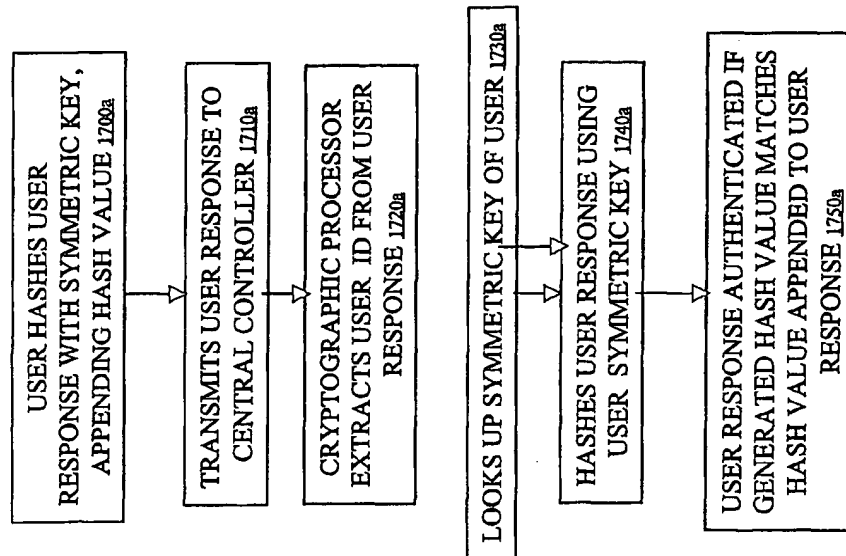 USER HASHES USER
RESPONSE WITH SYMMETRIC KEY,
APPENDING HASH VALUE 1700a
TRANSMITS USER RESPONSE TO
CENTRAL CONTROLLER 1710a
CRYPTOGRAPHIC PROCESSOR
EXTRACTS USER ID FROM USER
RESPONSE 1720a
LOOKS UP SYMMETRIC KEY OF USER 1730a
HASHES USER RESPONSE USING
USER SYMMETRIC KEY 1740a
USER RESPONSE AUTHENTICATED IF
GENERATED HASH VALUE MATCHES
HASH VALUE APPENDED TO USER
RESPONSE 1750a